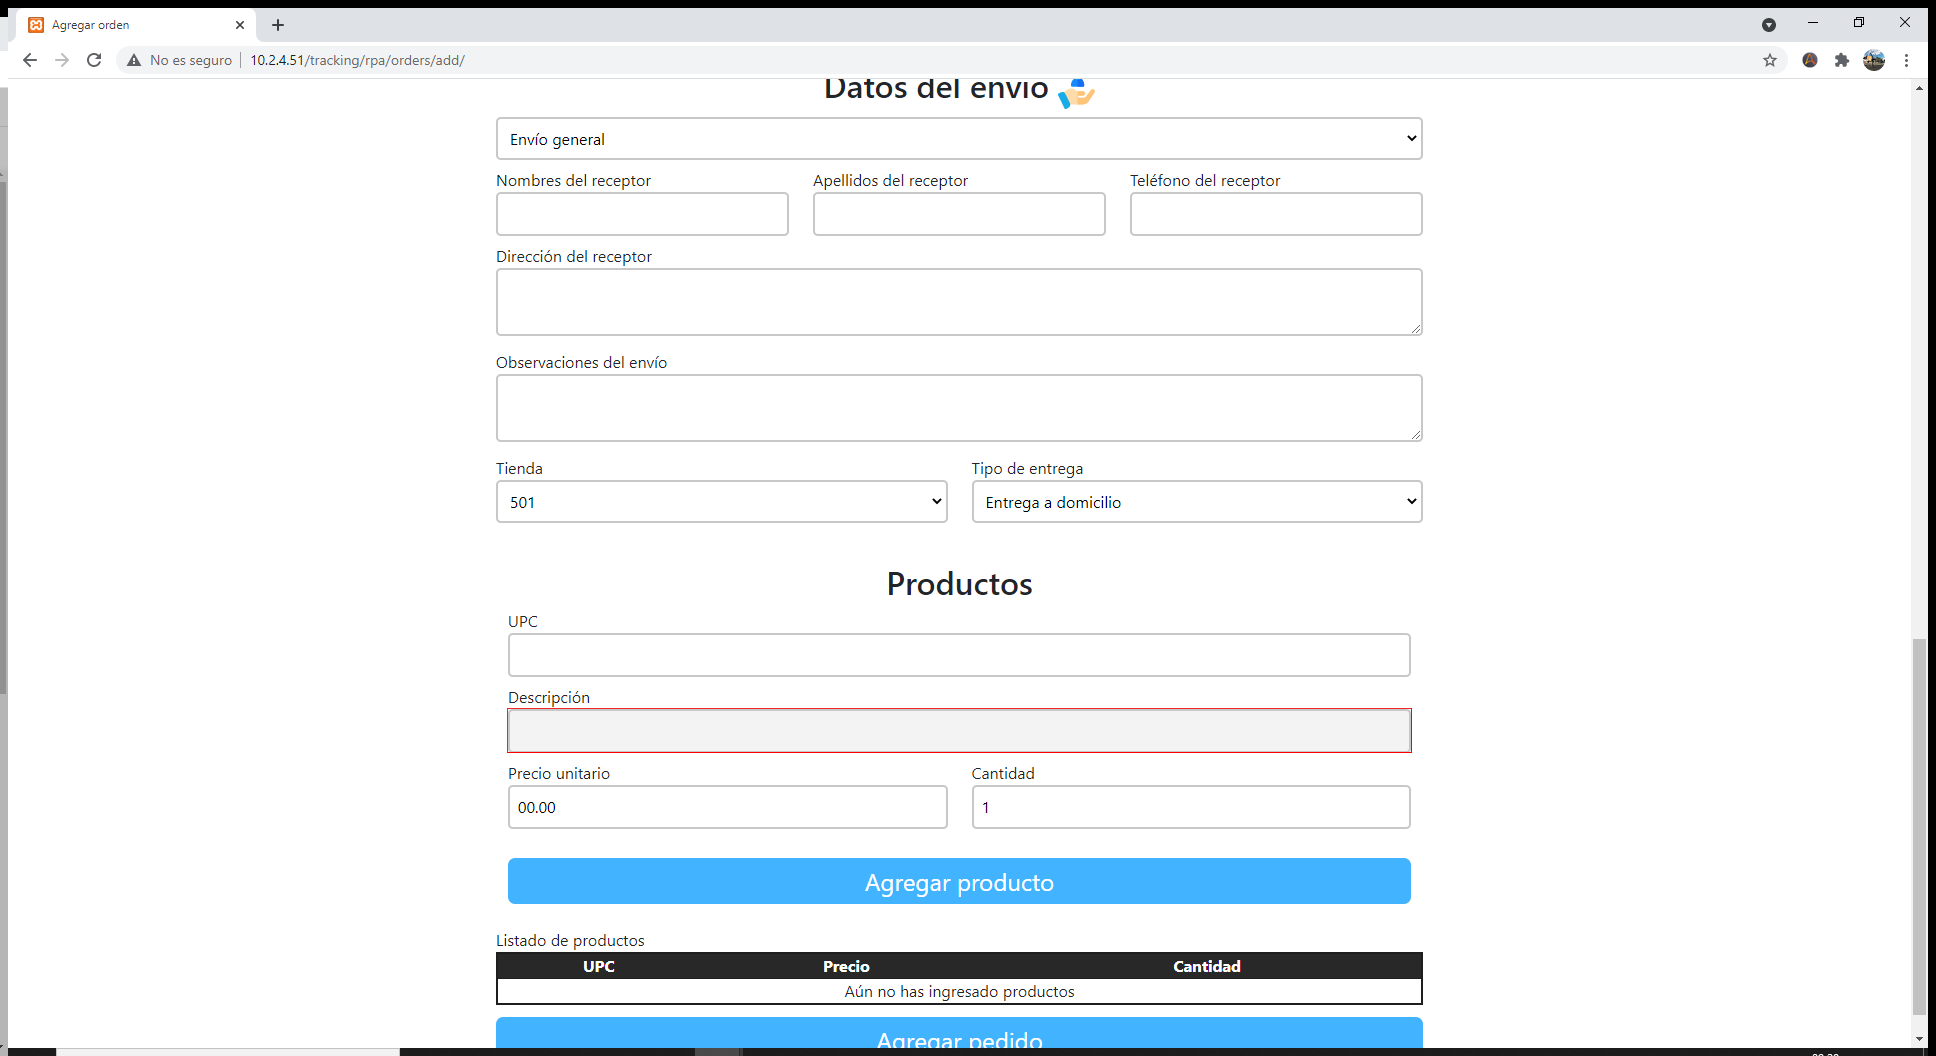 Agregar orden
No es seguro | 10.2.4.51/tracking/rpa/orders/add/
Datos del envío
Envío general
Nombres del receptor Apellidos del receptor Teléfono del receptor
Dirección del receptor
Observaciones del envío
Tienda Tipo de entrega
501 Entrega a domicilio
Productos
UPC
Descripción
Precio unitario Cantidad
00.00 1
Agregar producto
Listado de productos
UPC Precio Cantidad
Aún no has ingresado productos
Agregar pedido